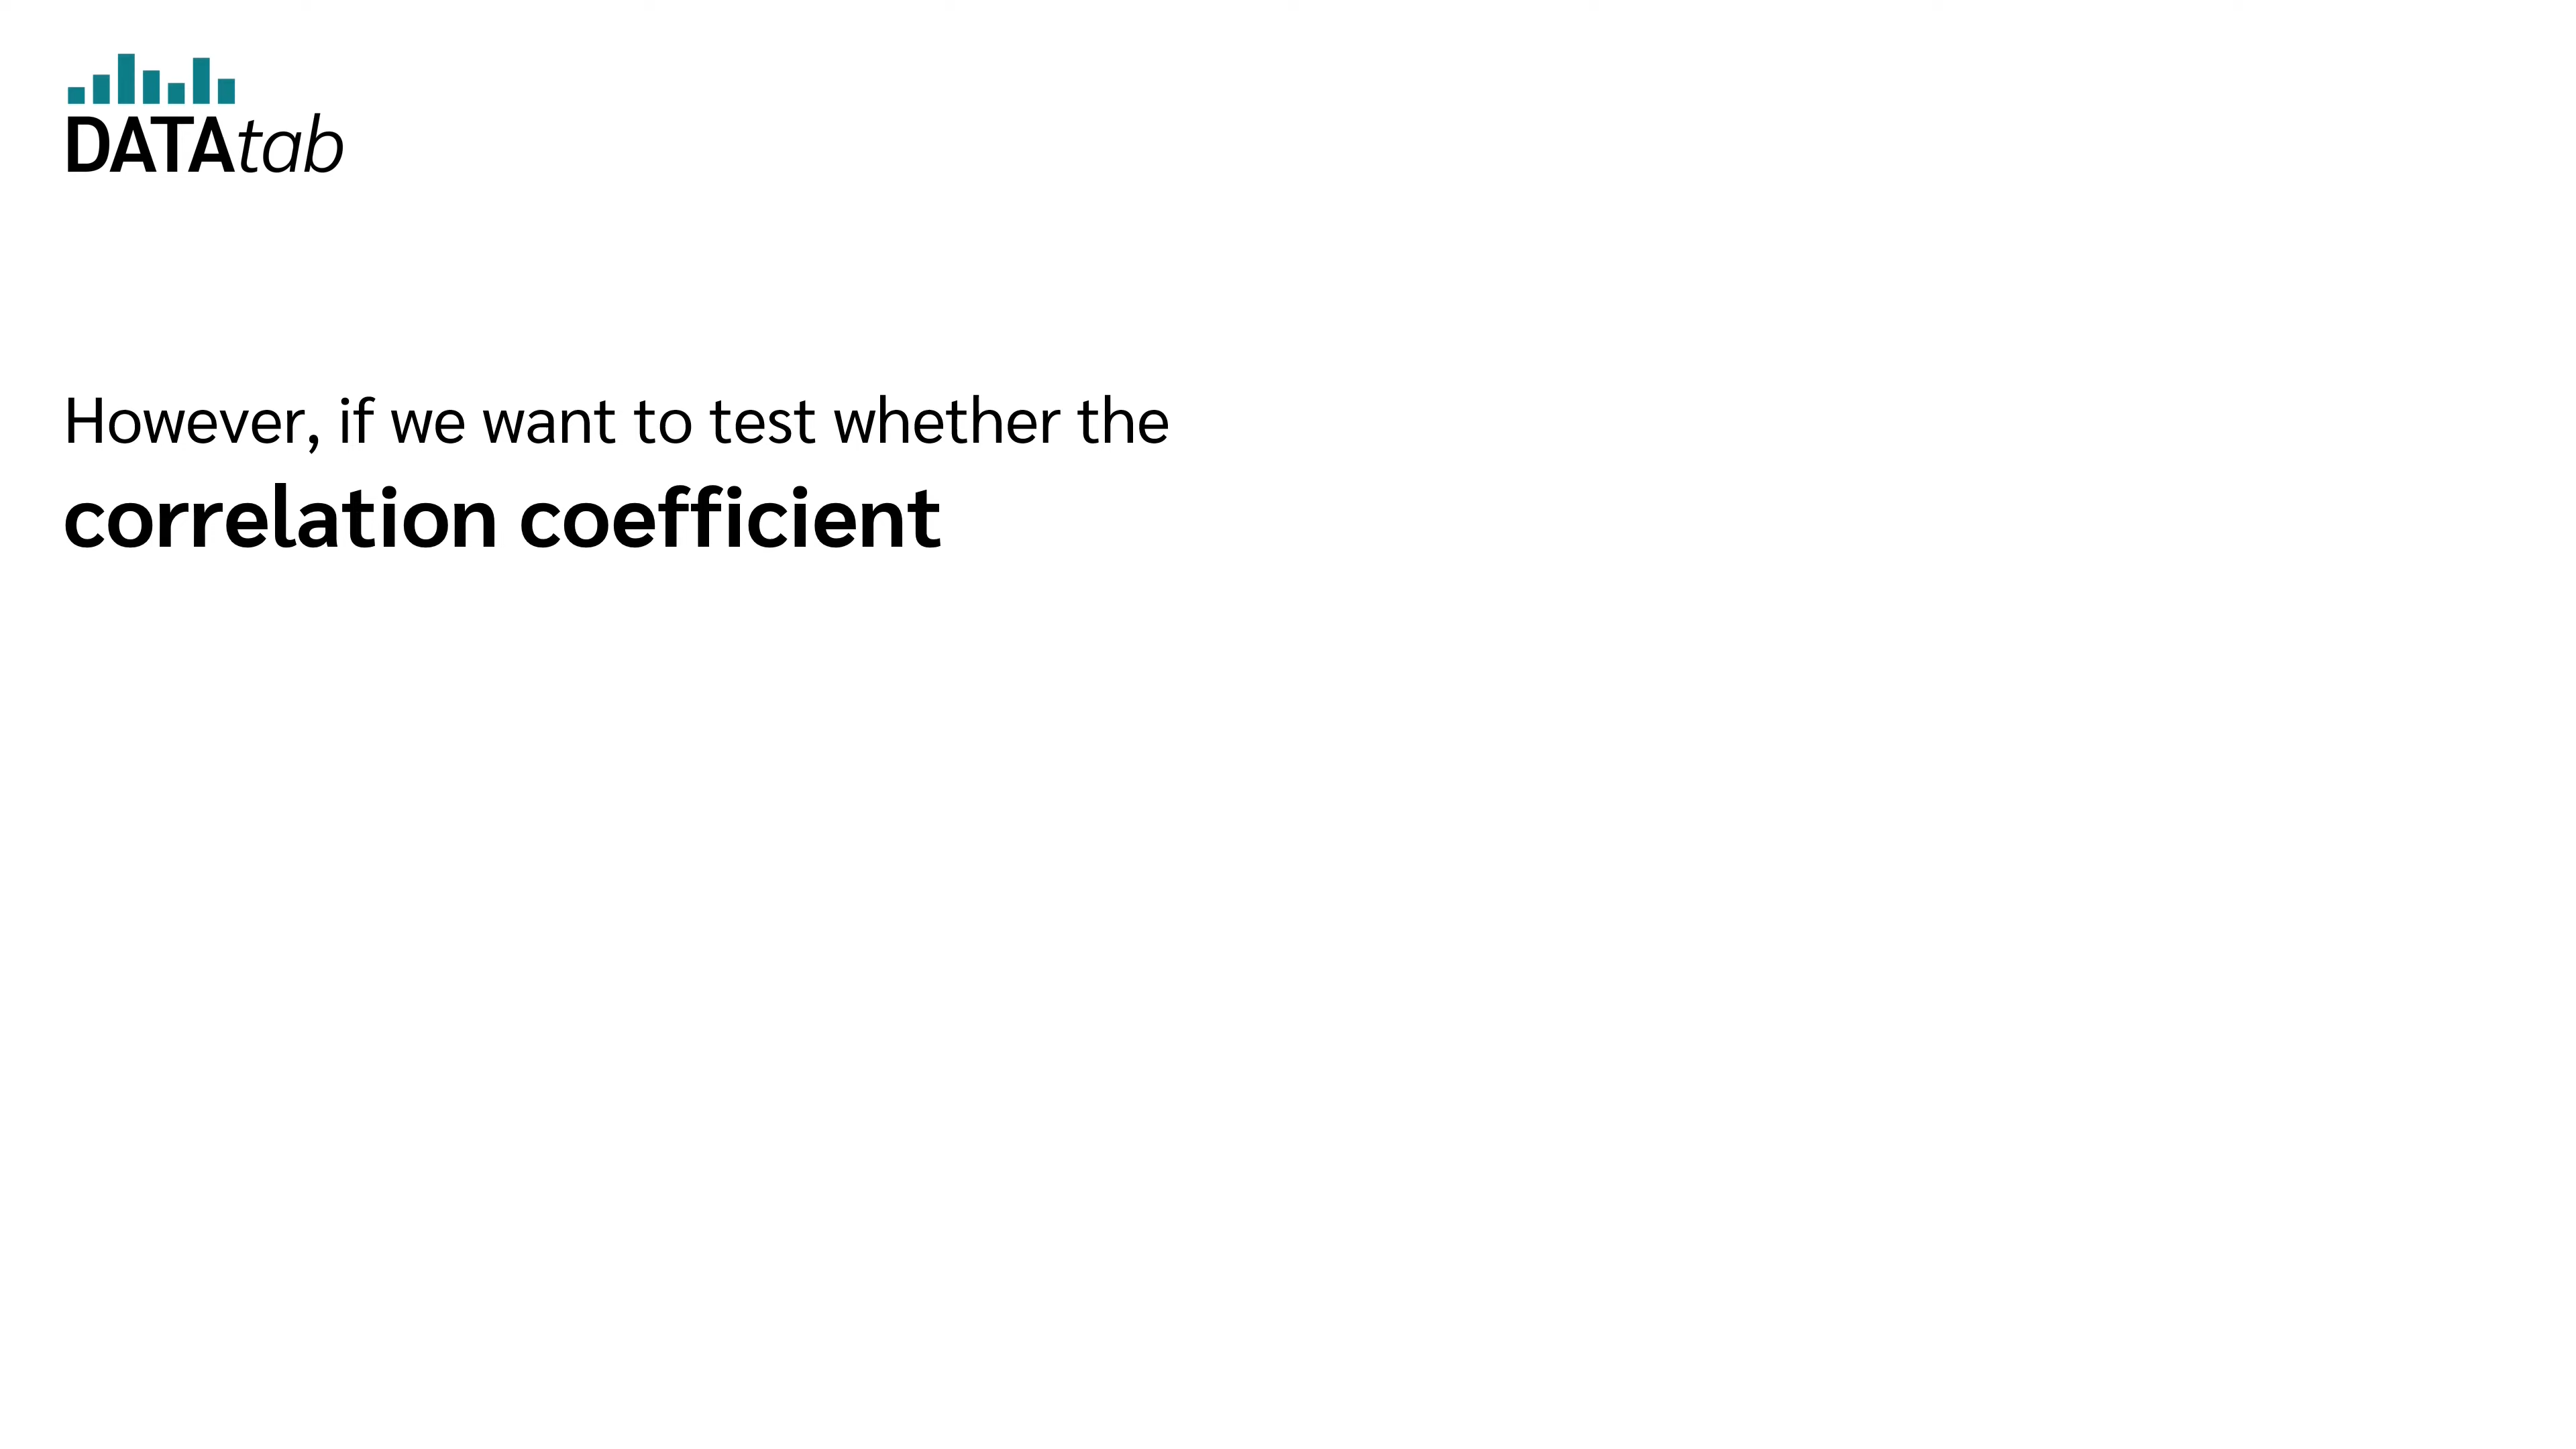 DATAtab
However, if we want to test whether the
correlation coefficient